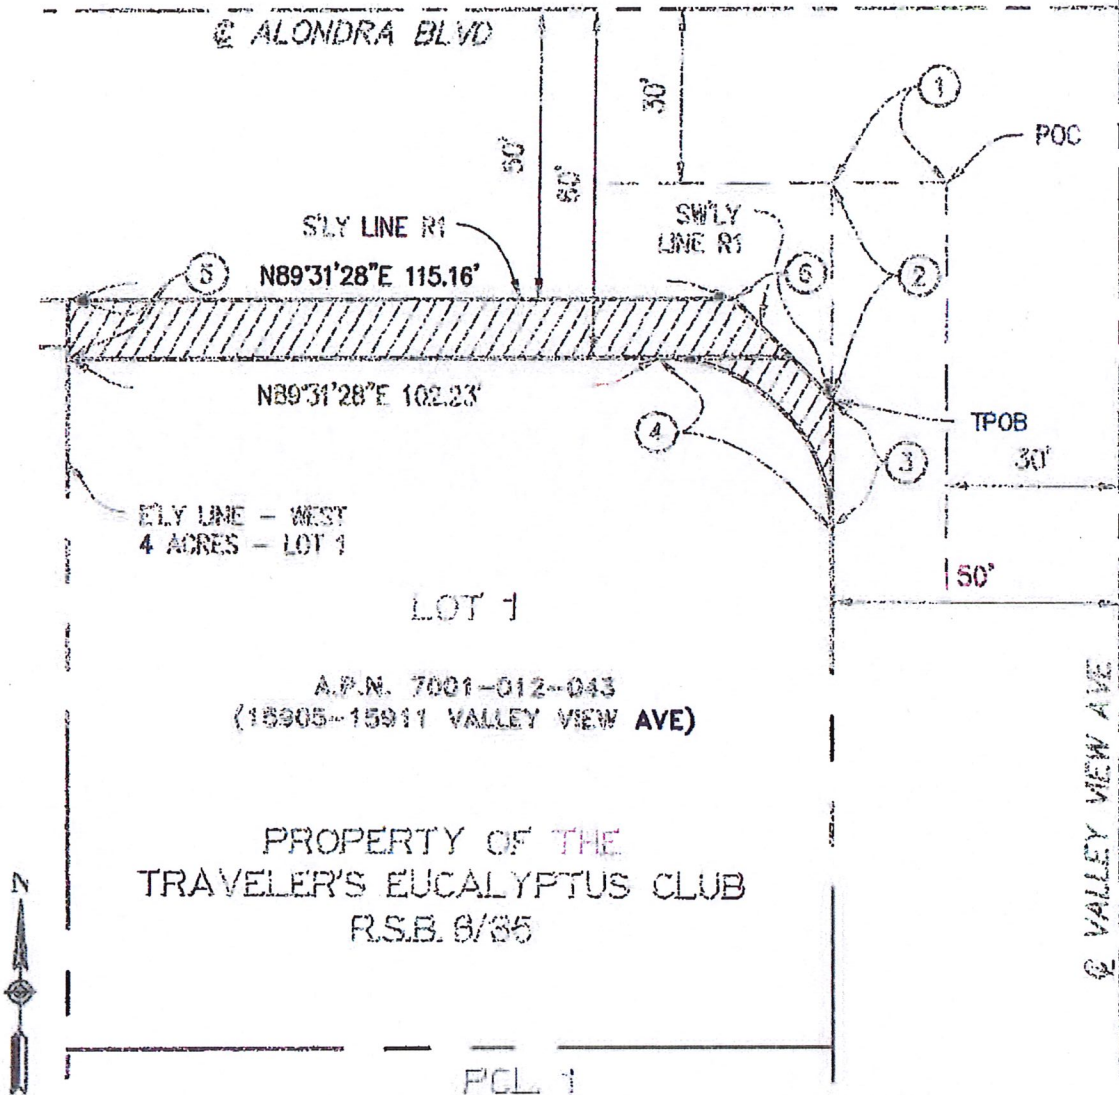 ℄ ALONDRA BLVD
30'
1
POC
50'
60'
S'LY LINE R1
SW'LY
LINE R1
5
6
2
N89°31'28"E 115.16'
N89°31'28"E 102.23'
4
TPOB
3
30'
E'LY LINE - WEST
4 ACRES - LOT 1
50'
LOT 1
A.P.N. 7001-012-043
(15905-15911 VALLEY VIEW AVE)
℄ VALLEY VIEW AVE
PROPERTY OF THE
TRAVELER'S EUCALYPTUS CLUB
N
PCL. 1